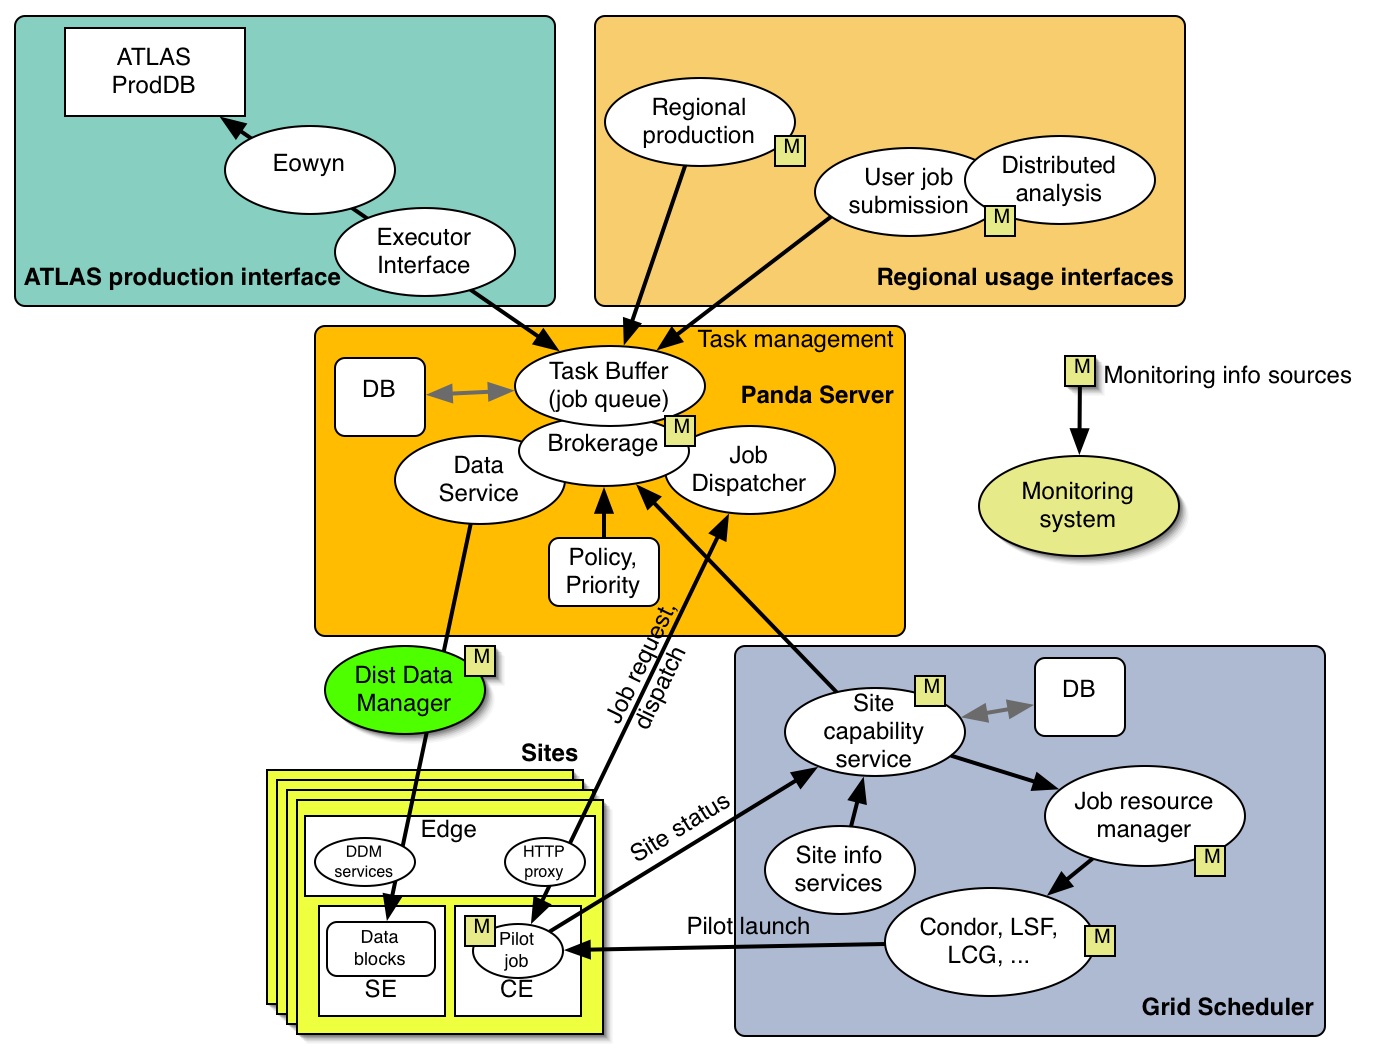 ATLAS
ProdDB
Eowyn
Executor
Interface
ATLAS production interface
Regional
production
M
User job
submission
Distributed
analysis
M
Regional usage interfaces
Task management
DB
Task Buffer
(job queue)
Panda Server
M
Brokerage
Data
Service
Job
Dispatcher
Policy,
Priority
M
Monitoring info sources
Monitoring
system
Dist Data
Manager
M
Job request,
dispatch
Sites
Edge
DDM
services
HTTP
proxy
Data
blocks
SE
M
Pilot
job
CE
Site status
Pilot launch
M
Site
capability
service
DB
Job resource
manager
M
Site info
services
Condor, LSF,
LCG, ...
M
Grid Scheduler